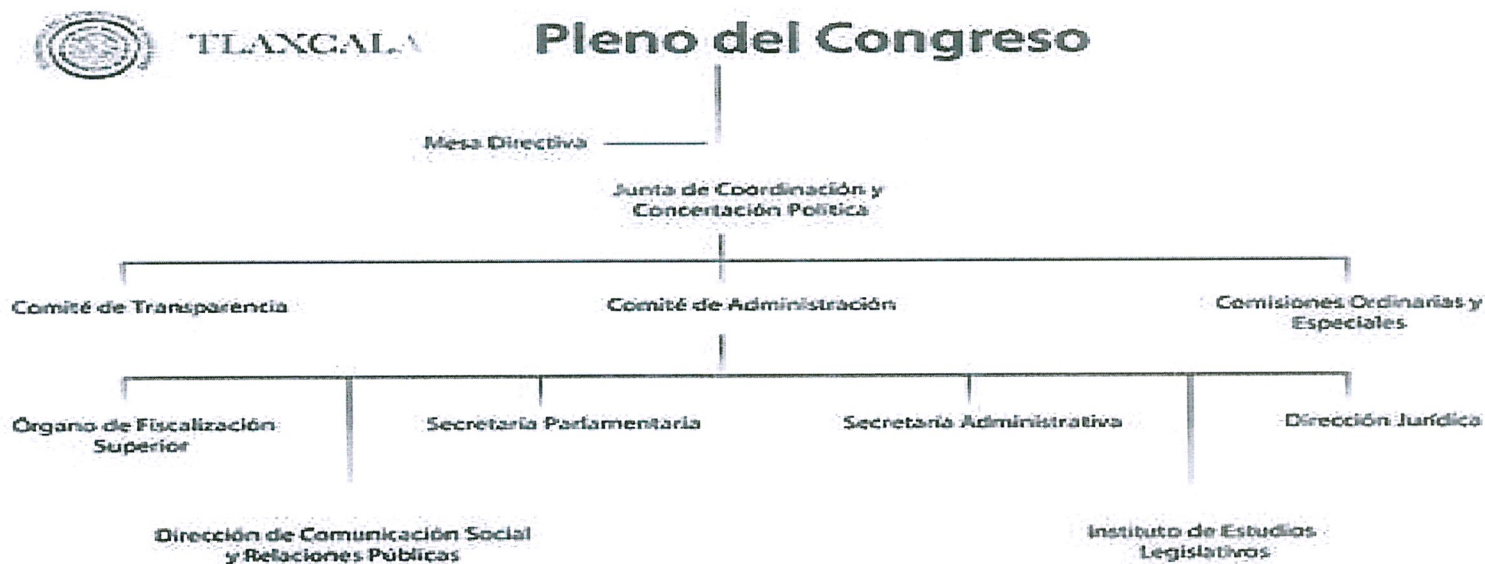 TLAXCALA
Pleno del Congreso
Mesa Directiva
Junta de Coordinación y
Concertación Política
Comité de Transparencia
Comité de Administración
Comisiones Ordinarias y
Especiales
Órgano de Fiscalización
Superior
Secretaría Parlamentaria
Secretaría Administrativa
Dirección Jurídica
Dirección de Comunicación Social
y Relaciones Públicas
Instituto de Estudios
Legislativos